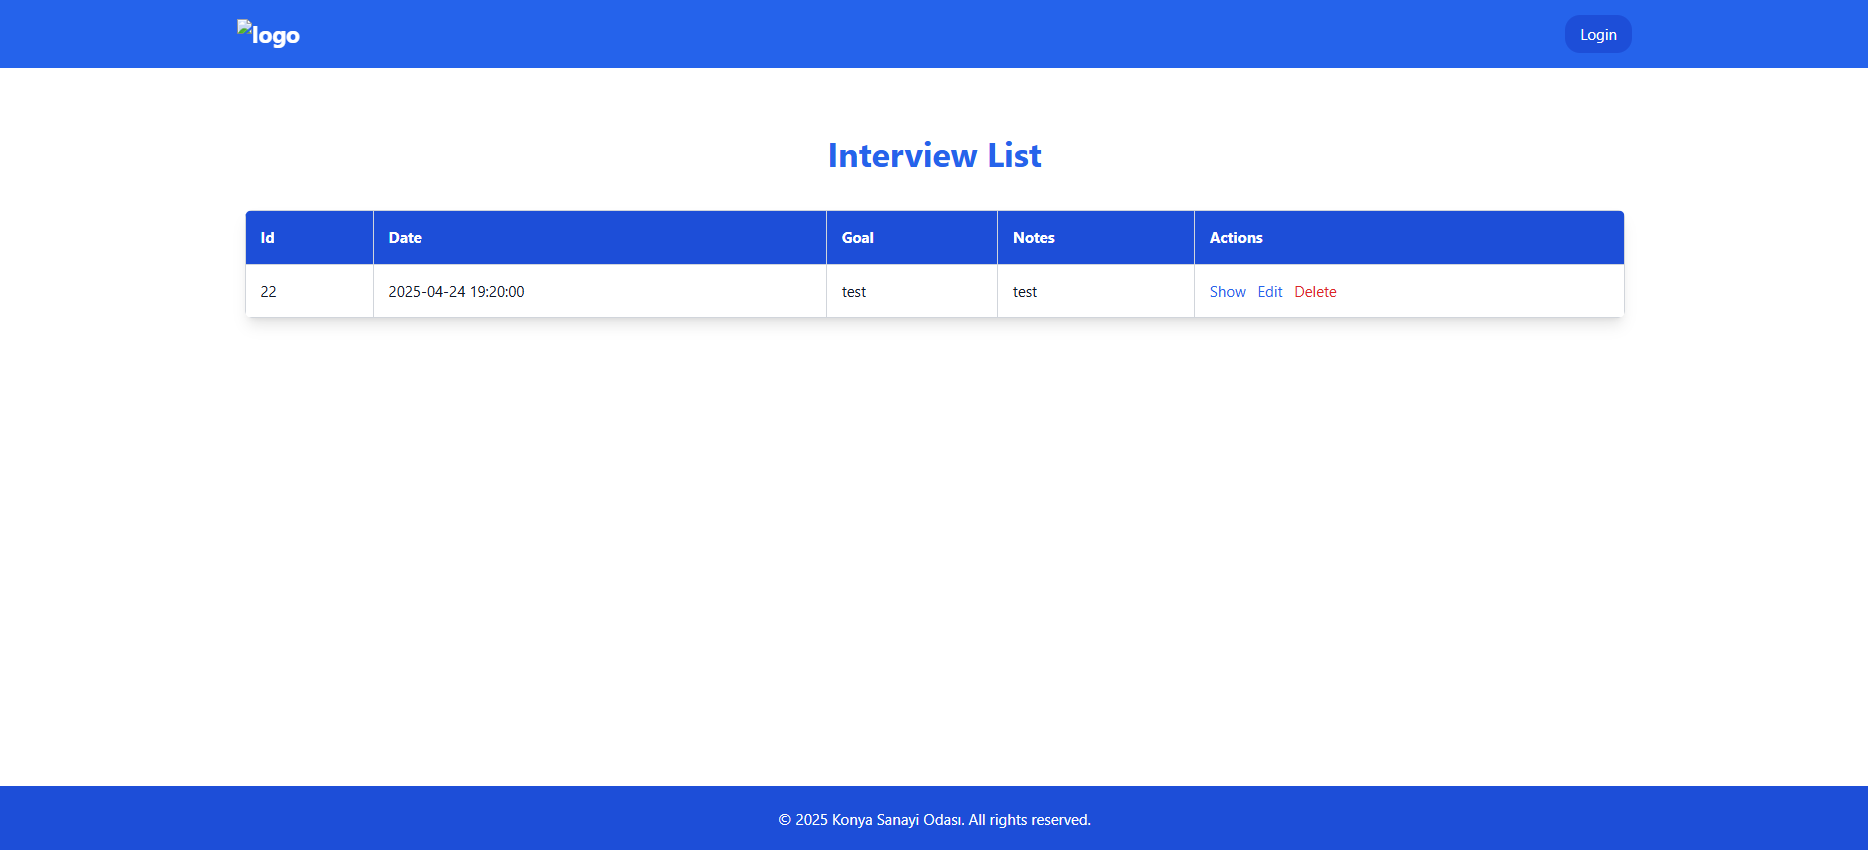 logo
Login
Interview List
Id Date Goal Notes Actions
22 2025-04-24 19:20:00 test test Show Edit Delete
© 2025 Konya Sanayi Odası. All rights reserved.